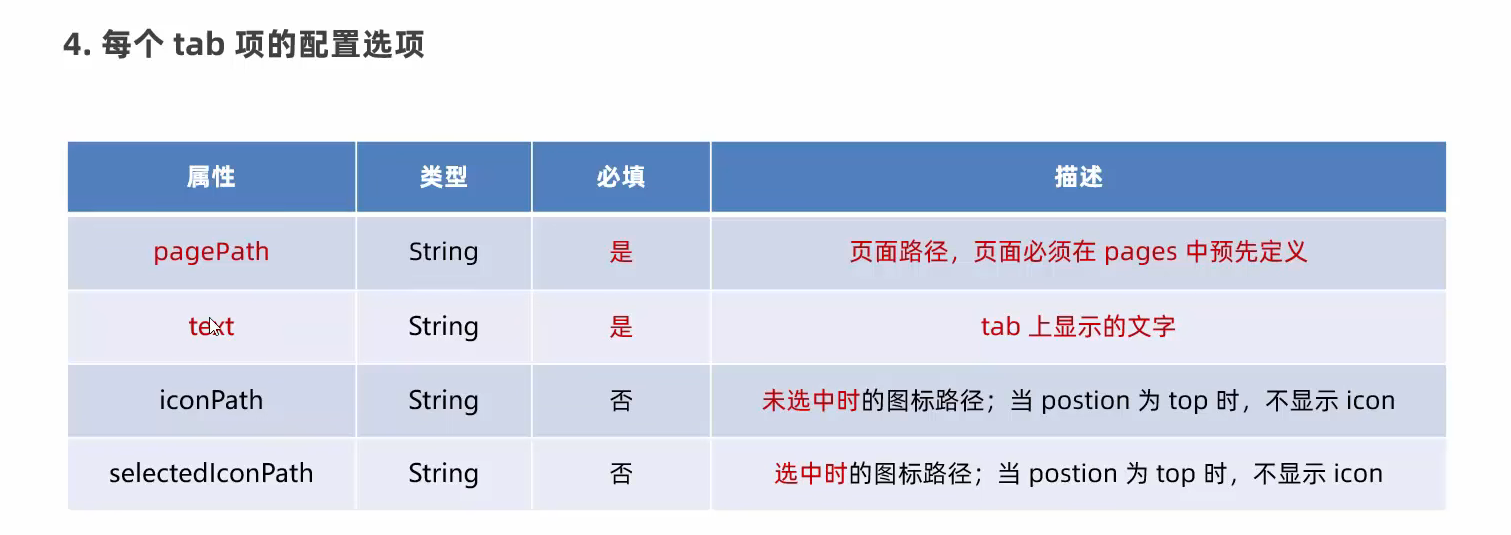 4. 每个 tab 项的配置选项
属性 类型 必填 描述
pagePath String 是 页面路径，页面必须在 pages 中预先定义
text String 是 tab 上显示的文字
iconPath String 否 未选中时的图标路径；当 postion 为 top 时，不显示 icon
selectedIconPath String 否 选中时的图标路径；当 postion 为 top 时，不显示 icon